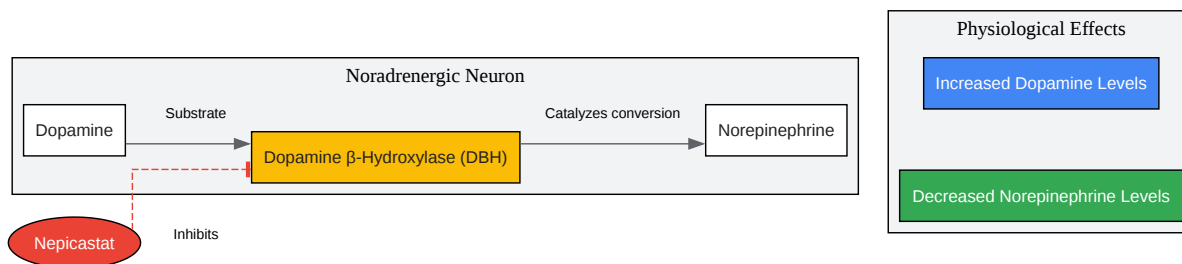 Physiological Effects
Increased Dopamine Levels
Decreased Norepinephrine Levels
Noradrenergic Neuron
Dopamine
Substrate
Dopamine β-Hydroxylase (DBH)
Catalyzes conversion
Norepinephrine
Nepicastat
Inhibits